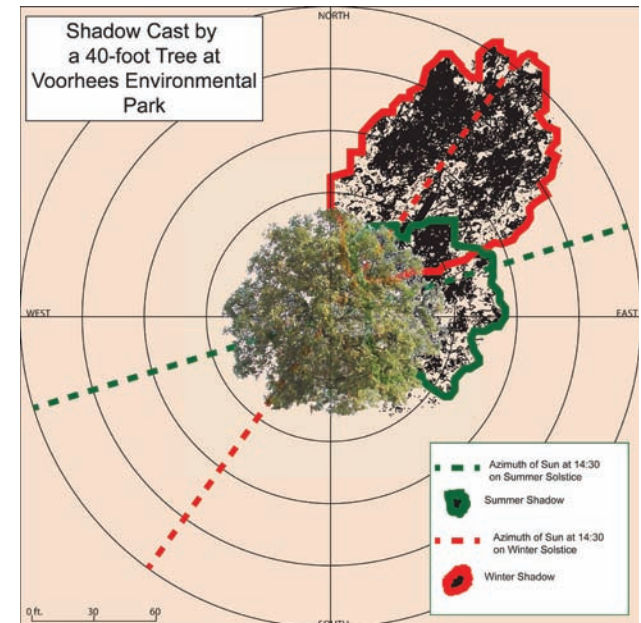 Shadow Cast by
a 40-foot Tree at
Voorhees Environmental
Park
NORTH
WEST
EAST
Azimuth of Sun at 14:30
on Summer Solstice
Summer Shadow
Azimuth of Sun at 14:30
on Winter Solstice
Winter Shadow
0 ft. 30 60
SOUTH